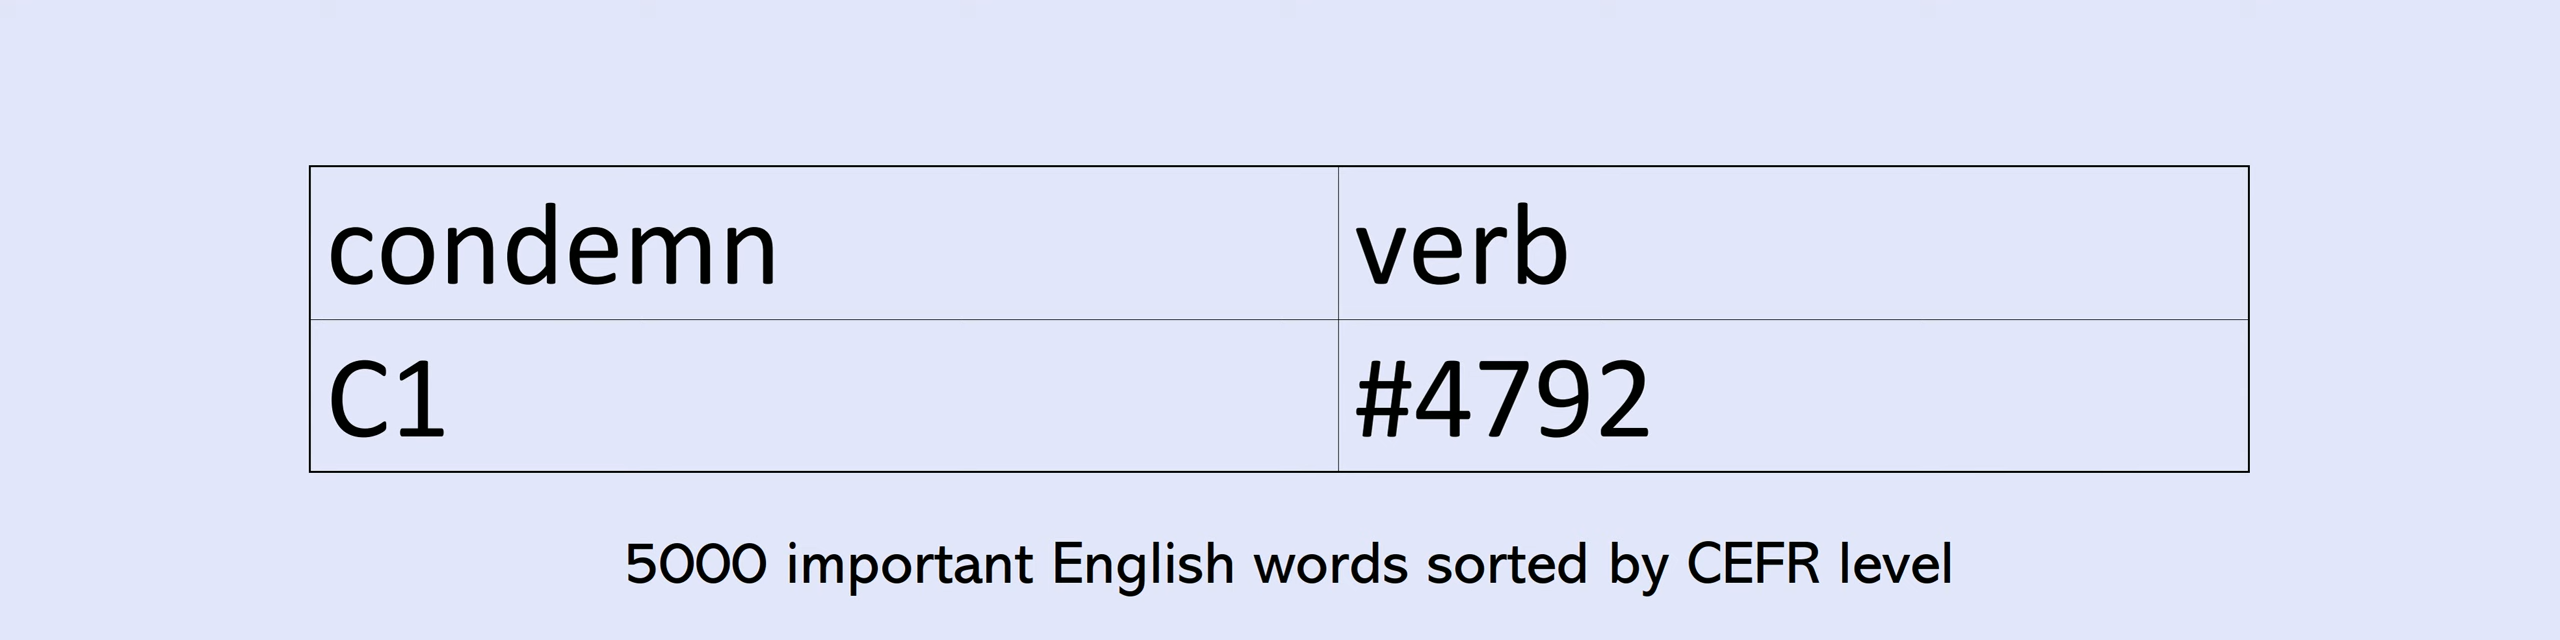 condemn verb
C1 #4792
5000 important English words sorted by CEFR level